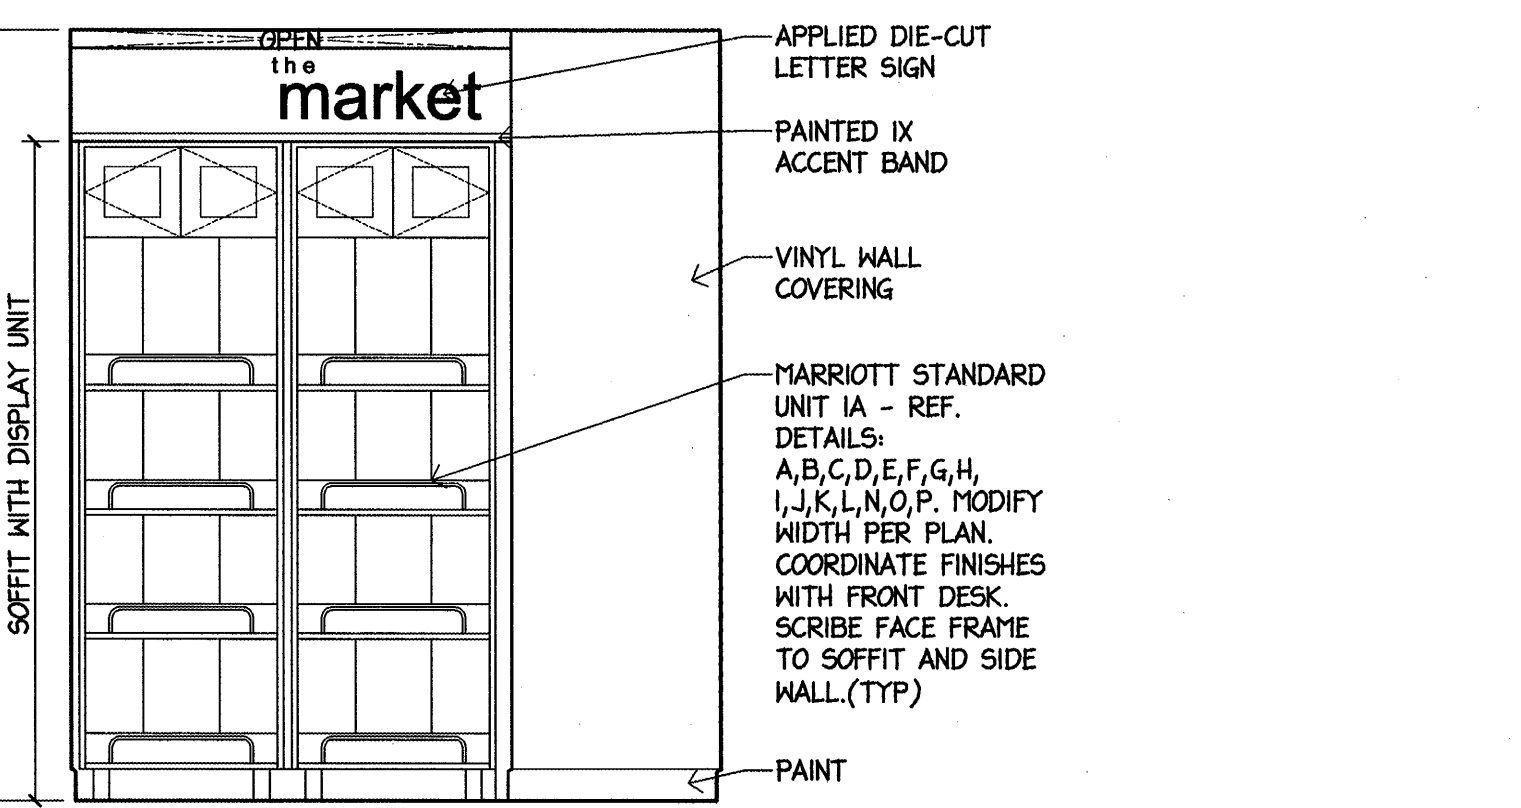 OPEN
the
market
APPLIED DIE-CUT
LETTER SIGN
PAINTED 1X
ACCENT BAND
VINYL WALL
COVERING
MARRIOTT STANDARD
UNIT 1A - REF.
DETAILS:
A,B,C,D,E,F,G,H,
I,J,K,L,N,O,P. MODIFY
WIDTH PER PLAN.
COORDINATE FINISHES
WITH FRONT DESK.
SCRIBE FACE FRAME
TO SOFFIT AND SIDE
WALL.(TYP)
PAINT
SOFFIT WITH DISPLAY UNIT